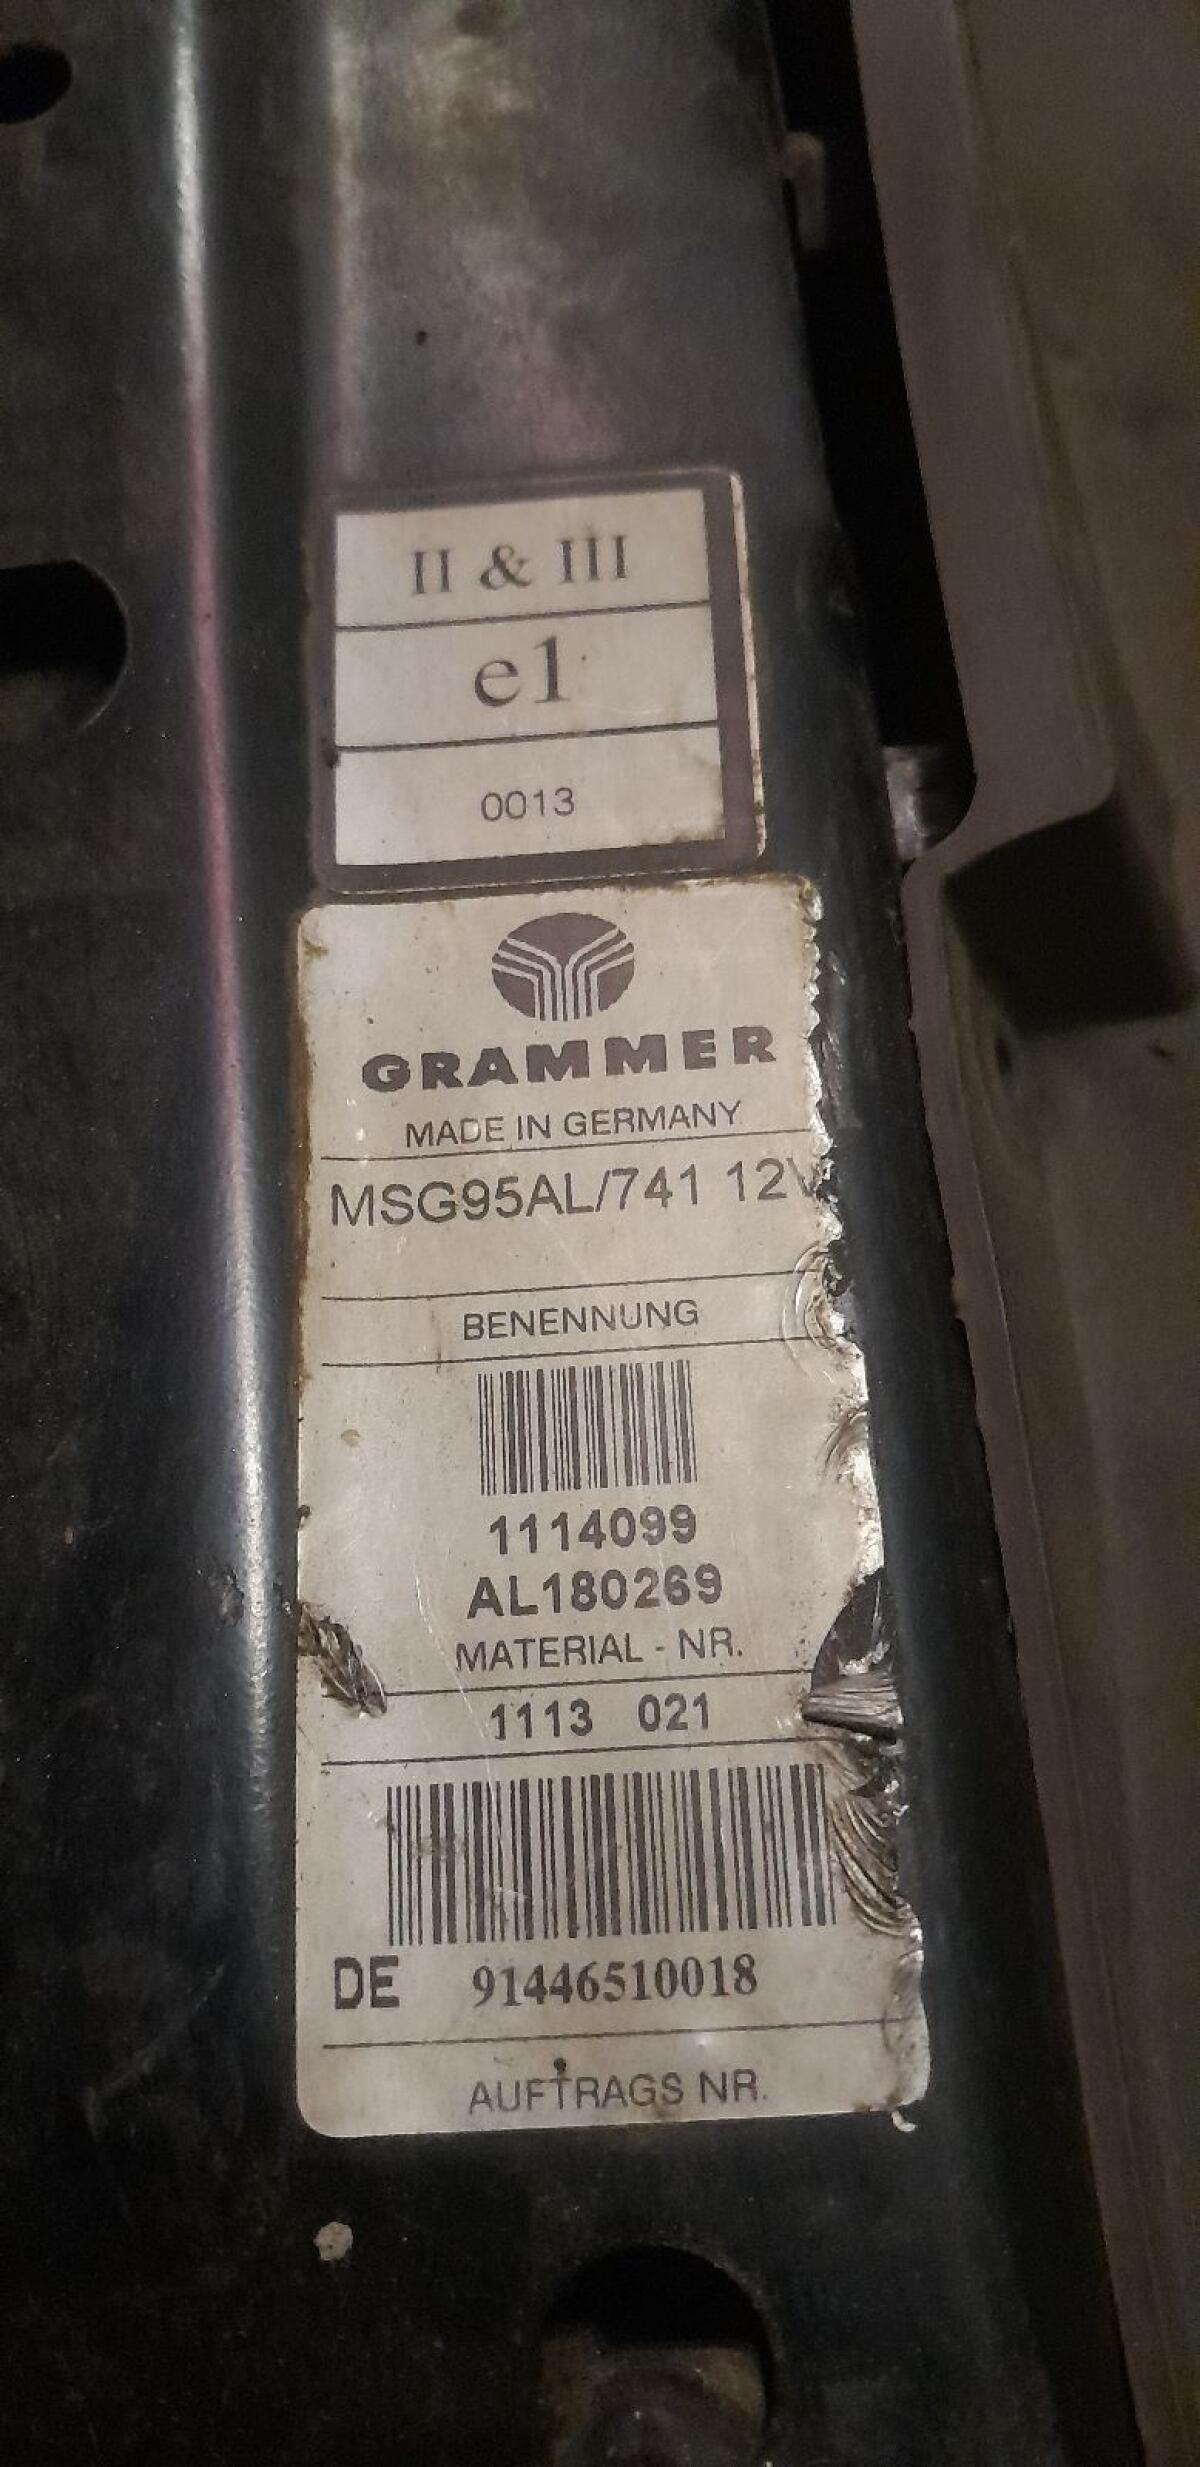 II & III
e1
0013
GRAMMER
MADE IN GERMANY
MSG95AL/741 12V
BENENNUNG
1114099
AL180269
MATERIAL - NR.
1113 021
DE 91446510018
AUFTRAGS NR.